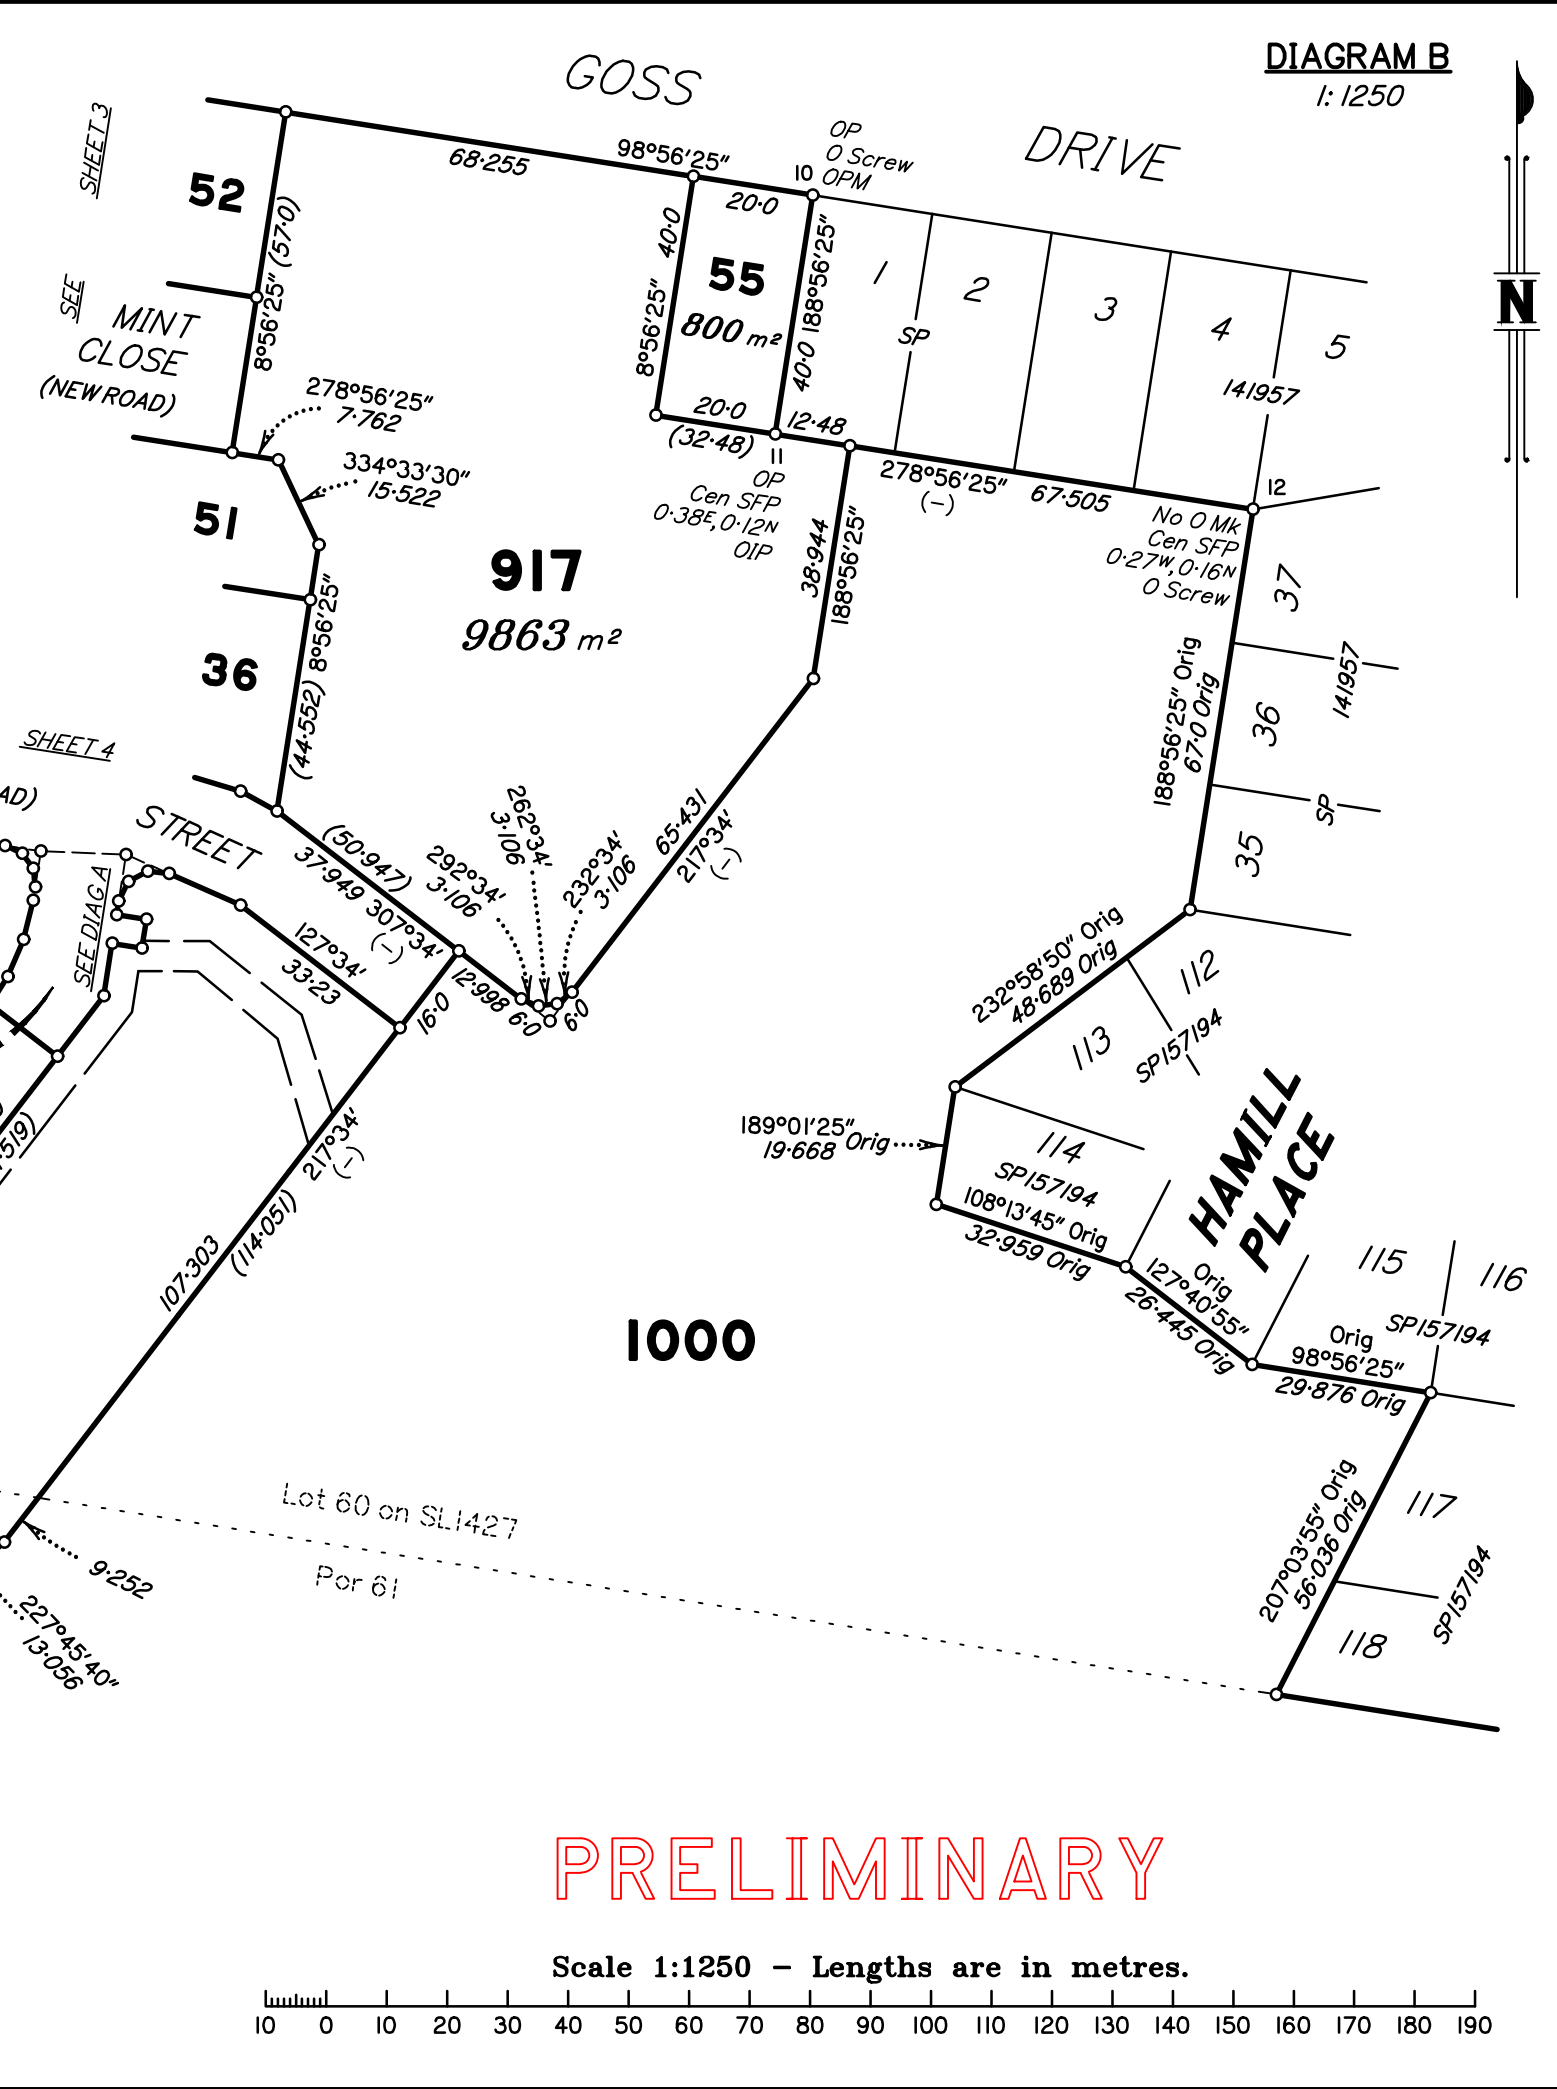 DIAGRAM B
1: 1250
GOSS
DRIVE
SHEET 3
SEE
52
68·255
98°56'25"
10
OP
O Screw
OPM
20·0
40·0
8°56'25"
55
800 m²
188°56'25"
40·0
1
2
3
4
5
SP
141957
N
8°56'25" (57·0)
MINT
CLOSE
(NEW ROAD)
278°56'25"
7·762
334°33'30"
15·522
20·0
(32·48)
12·48
11
OP
Cen SFP
0·38E, 0·12N
OIP
278°56'25"
(–)
67·505
12
No O Mk
Cen SFP
0·27W, 0·16N
O Screw
51
917
9863 m²
38·944
188°56'25"
37
141957
36
SP
35
188°56'25" Orig
67·0 Orig
36
(44·552) 8°56'25"
SHEET 4
AD)
STREET
SEE DIAG A
(50·947)
37·949 307°34'
(–)
292°34'
3·106
262°34'
3·106
232°34'
3·106
65·431
217°34'
(–)
127°34'
33·23
12·998
6·0
6·0
16·0
232°58'50" Orig
48·689 Orig
112
113
SP157194
HAMILL
PLACE
189°01'25"
19·668 Orig
114
SP157194
108°13'45" Orig
32·959 Orig
Orig
127°40'55"
26·445 Orig
115
116
SP157194
Orig
98°56'25"
29·876 Orig
·519)
217°34'
(–)
107·303
(114·051)
1000
207°03'55" Orig
56·036 Orig
117
SP157194
118
Lot 60 on SL1427
Por 61
9·252
227°45'40"
13·056
PRELIMINARY
Scale 1:1250 – Lengths are in metres.
10 0 10 20 30 40 50 60 70 80 90 100 110 120 130 140 150 160 170 180 190